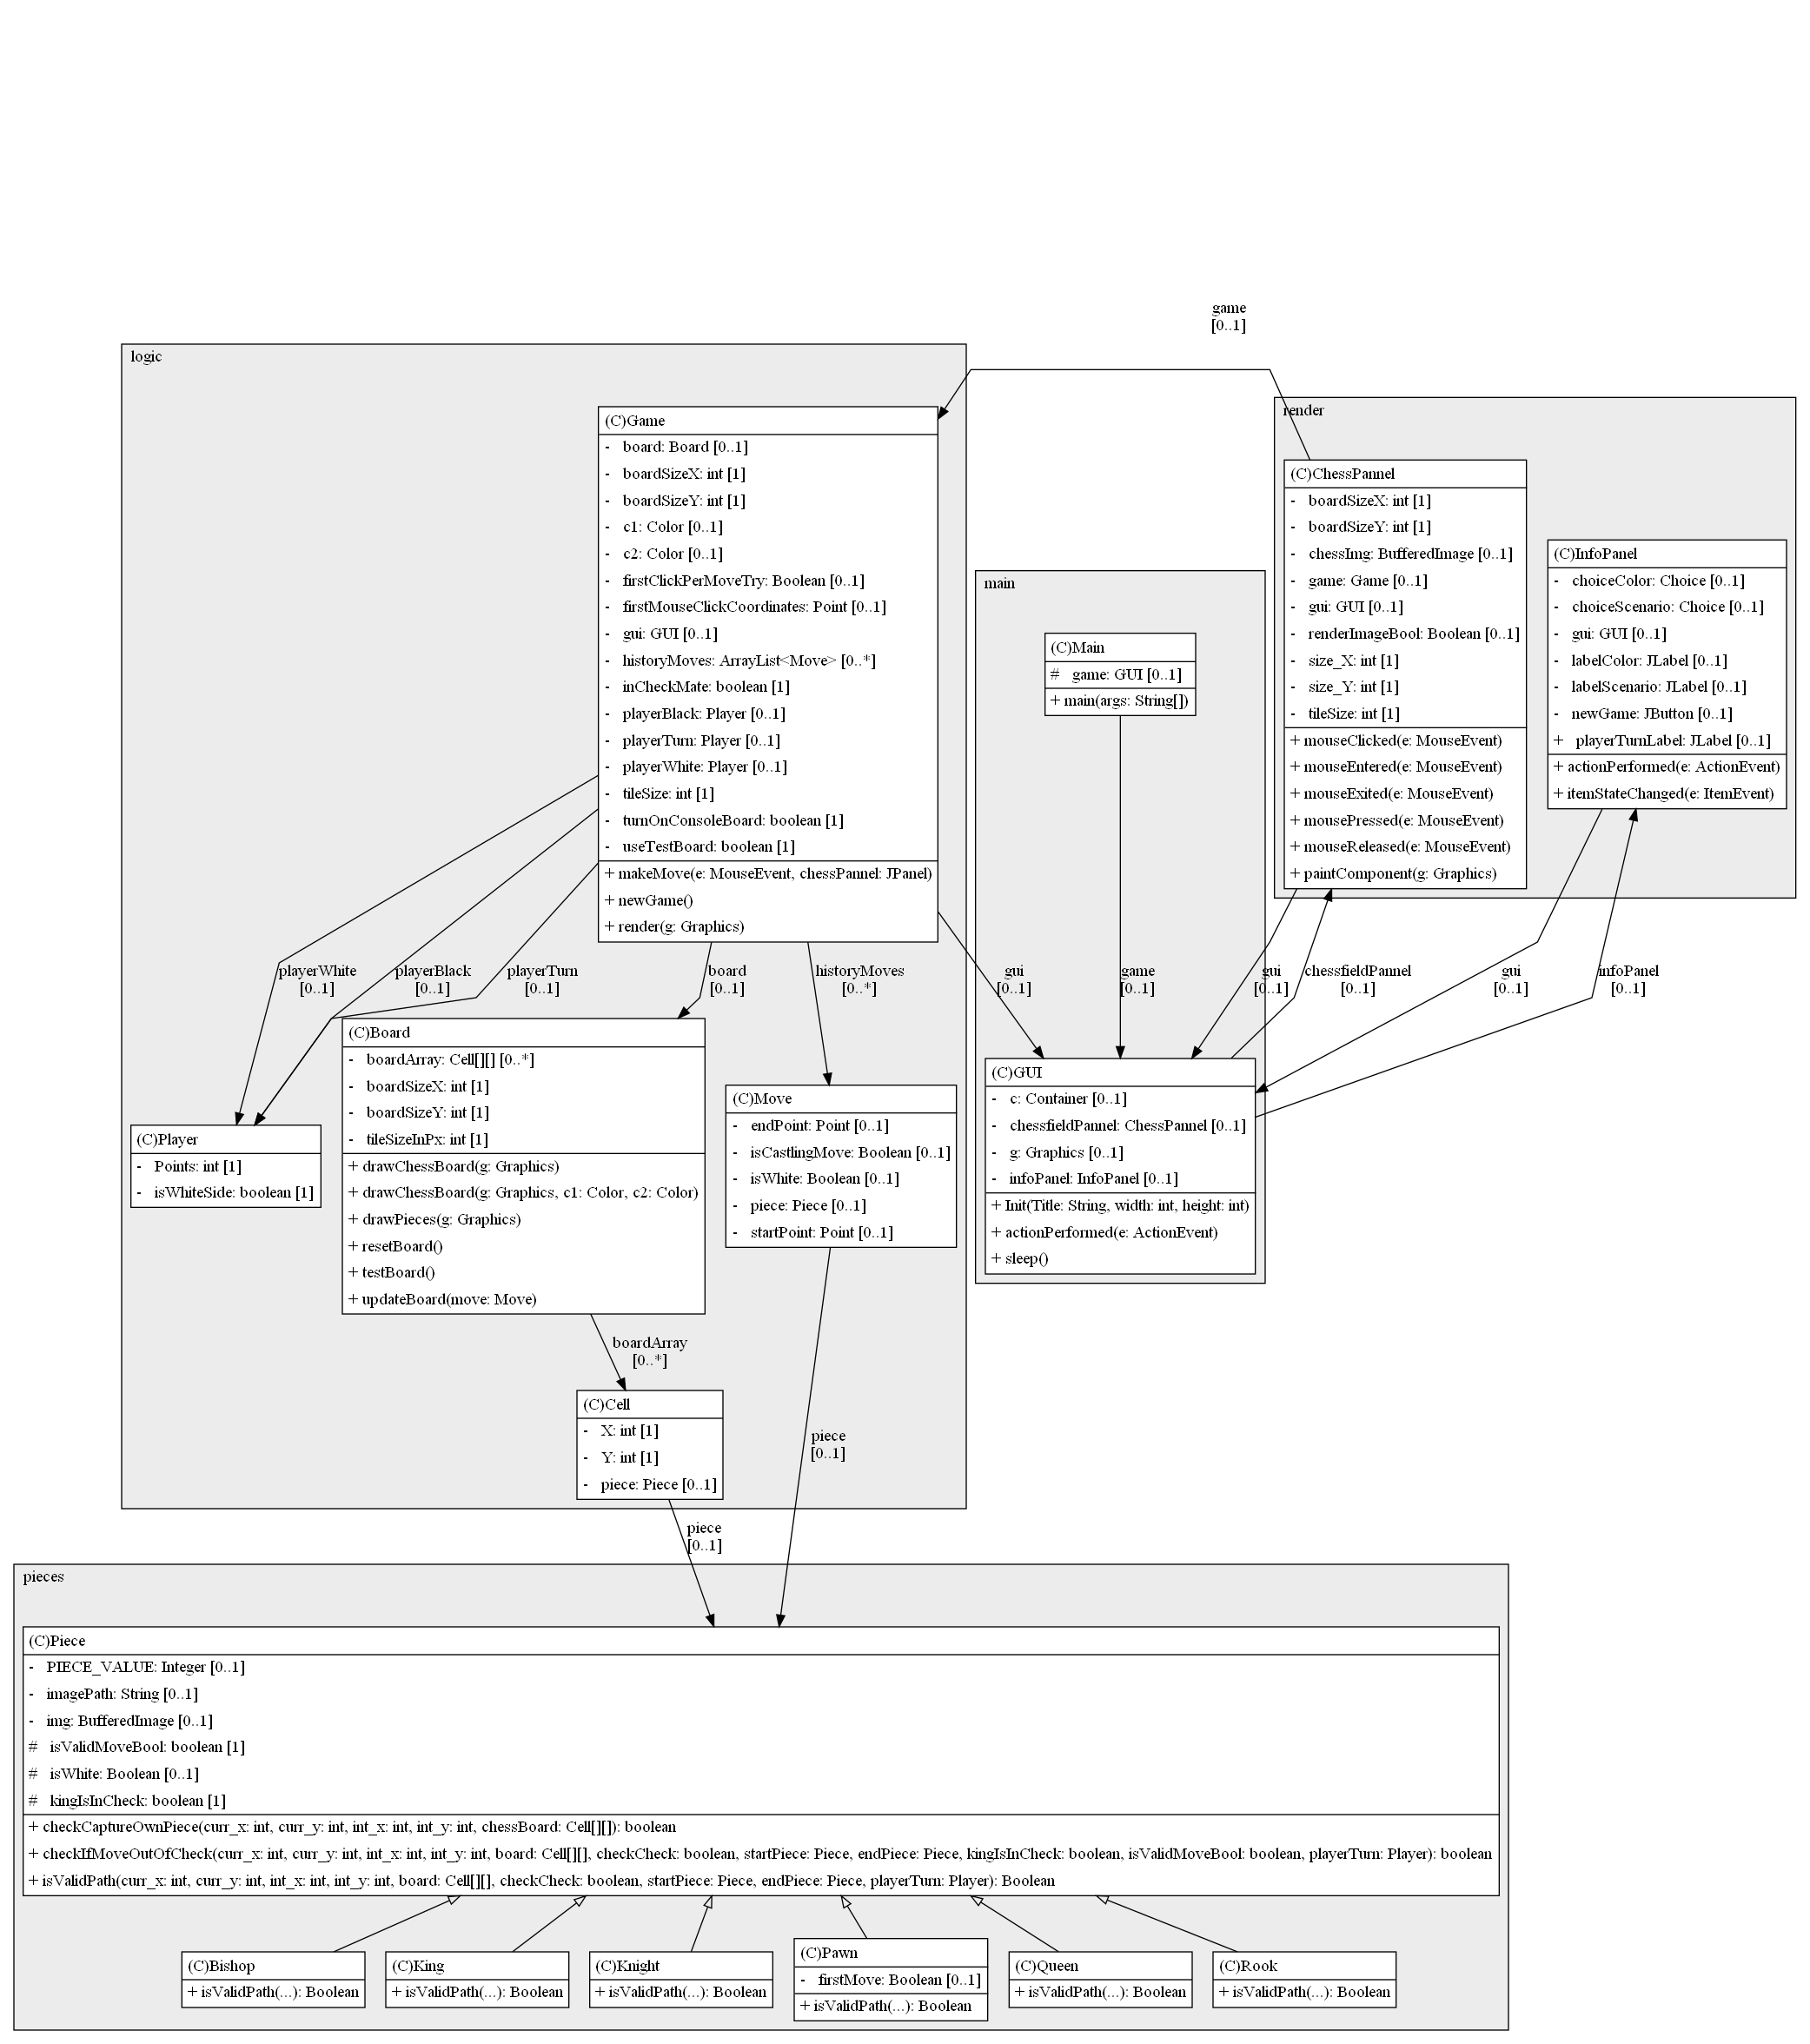 game
[0..1]
logic
(C)Game
- board: Board [0..1]
- boardSizeX: int [1]
- boardSizeY: int [1]
- c1: Color [0..1]
- c2: Color [0..1]
- firstClickPerMoveTry: Boolean [0..1]
- firstMouseClickCoordinates: Point [0..1]
- gui: GUI [0..1]
- historyMoves: ArrayList<Move> [0..*]
- inCheckMate: boolean [1]
- playerBlack: Player [0..1]
- playerTurn: Player [0..1]
- playerWhite: Player [0..1]
- tileSize: int [1]
- turnOnConsoleBoard: boolean [1]
- useTestBoard: boolean [1]
+ makeMove(e: MouseEvent, chessPannel: JPanel)
+ newGame()
+ render(g: Graphics)
render
(C)ChessPannel
- boardSizeX: int [1]
- boardSizeY: int [1]
- chessImg: BufferedImage [0..1]
- game: Game [0..1]
- gui: GUI [0..1]
- renderImageBool: Boolean [0..1]
- size_X: int [1]
- size_Y: int [1]
- tileSize: int [1]
+ mouseClicked(e: MouseEvent)
+ mouseEntered(e: MouseEvent)
+ mouseExited(e: MouseEvent)
+ mousePressed(e: MouseEvent)
+ mouseReleased(e: MouseEvent)
+ paintComponent(g: Graphics)
(C)InfoPanel
- choiceColor: Choice [0..1]
- choiceScenario: Choice [0..1]
- gui: GUI [0..1]
- labelColor: JLabel [0..1]
- labelScenario: JLabel [0..1]
- newGame: JButton [0..1]
+ playerTurnLabel: JLabel [0..1]
+ actionPerformed(e: ActionEvent)
+ itemStateChanged(e: ItemEvent)
main
(C)Main
# game: GUI [0..1]
+ main(args: String[])
playerWhite
[0..1]
playerBlack
[0..1]
playerTurn
[0..1]
board
[0..1]
historyMoves
[0..*]
gui
[0..1]
game
[0..1]
gui
[0..1]
chessfieldPannel
[0..1]
gui
[0..1]
infoPanel
[0..1]
(C)Player
- Points: int [1]
- isWhiteSide: boolean [1]
(C)Board
- boardArray: Cell[][] [0..*]
- boardSizeX: int [1]
- boardSizeY: int [1]
- tileSizeInPx: int [1]
+ drawChessBoard(g: Graphics)
+ drawChessBoard(g: Graphics, c1: Color, c2: Color)
+ drawPieces(g: Graphics)
+ resetBoard()
+ testBoard()
+ updateBoard(move: Move)
(C)Move
- endPoint: Point [0..1]
- isCastlingMove: Boolean [0..1]
- isWhite: Boolean [0..1]
- piece: Piece [0..1]
- startPoint: Point [0..1]
(C)GUI
- c: Container [0..1]
- chessfieldPannel: ChessPannel [0..1]
- g: Graphics [0..1]
- infoPanel: InfoPanel [0..1]
+ Init(Title: String, width: int, height: int)
+ actionPerformed(e: ActionEvent)
+ sleep()
boardArray
[0..*]
(C)Cell
- X: int [1]
- Y: int [1]
- piece: Piece [0..1]
piece
[0..1]
piece
[0..1]
pieces
(C)Piece
- PIECE_VALUE: Integer [0..1]
- imagePath: String [0..1]
- img: BufferedImage [0..1]
# isValidMoveBool: boolean [1]
# isWhite: Boolean [0..1]
# kingIsInCheck: boolean [1]
+ checkCaptureOwnPiece(curr_x: int, curr_y: int, int_x: int, int_y: int, chessBoard: Cell[][]): boolean
+ checkIfMoveOutOfCheck(curr_x: int, curr_y: int, int_x: int, int_y: int, board: Cell[][], checkCheck: boolean, startPiece: Piece, endPiece: Piece, kingIsInCheck: boolean, isValidMoveBool: boolean, playerTurn: Player): boolean
+ isValidPath(curr_x: int, curr_y: int, int_x: int, int_y: int, board: Cell[][], checkCheck: boolean, startPiece: Piece, endPiece: Piece, playerTurn: Player): Boolean
(C)Bishop
+ isValidPath(...): Boolean
(C)King
+ isValidPath(...): Boolean
(C)Knight
+ isValidPath(...): Boolean
(C)Pawn
- firstMove: Boolean [0..1]
+ isValidPath(...): Boolean
(C)Queen
+ isValidPath(...): Boolean
(C)Rook
+ isValidPath(...): Boolean